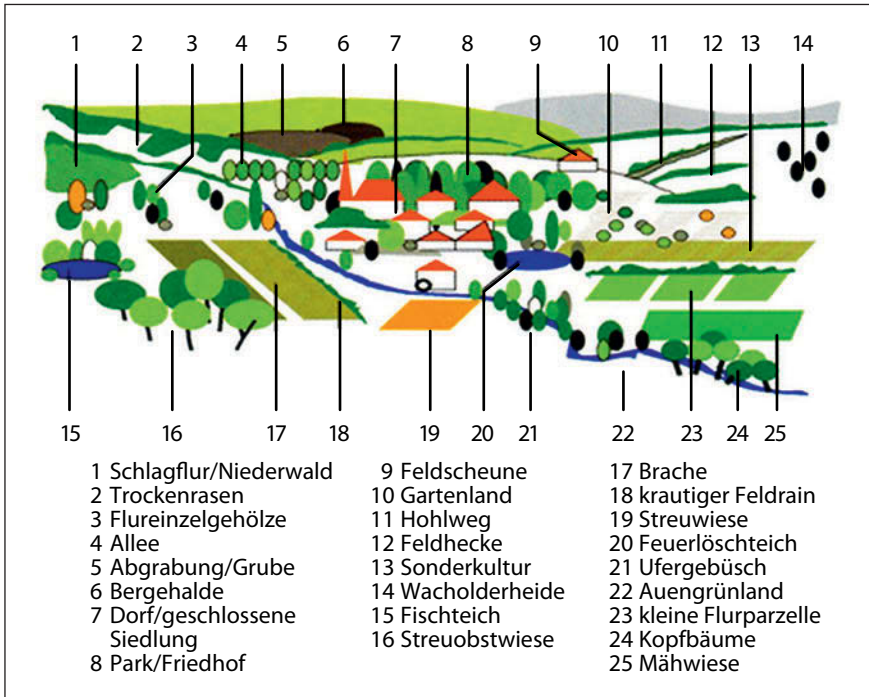 1 2 3 4 5 6 7 8 9 10 11 12 13 14
15 16 17 18 19 20 21 22 23 24 25
1 Schlagflur/Niederwald
2 Trockenrasen
3 Flureinzelgehölze
4 Allee
5 Abgrabung/Grube
6 Bergehalde
7 Dorf/geschlossene
Siedlung
8 Park/Friedhof
9 Feldscheune
10 Gartenland
11 Hohlweg
12 Feldhecke
13 Sonderkultur
14 Wacholderheide
15 Fischteich
16 Streuobstwiese
17 Brache
18 krautiger Feldrain
19 Streuwiese
20 Feuerlöschteich
21 Ufergebüsch
22 Auengrünland
23 kleine Flurparzelle
24 Kopfbäume
25 Mähwiese